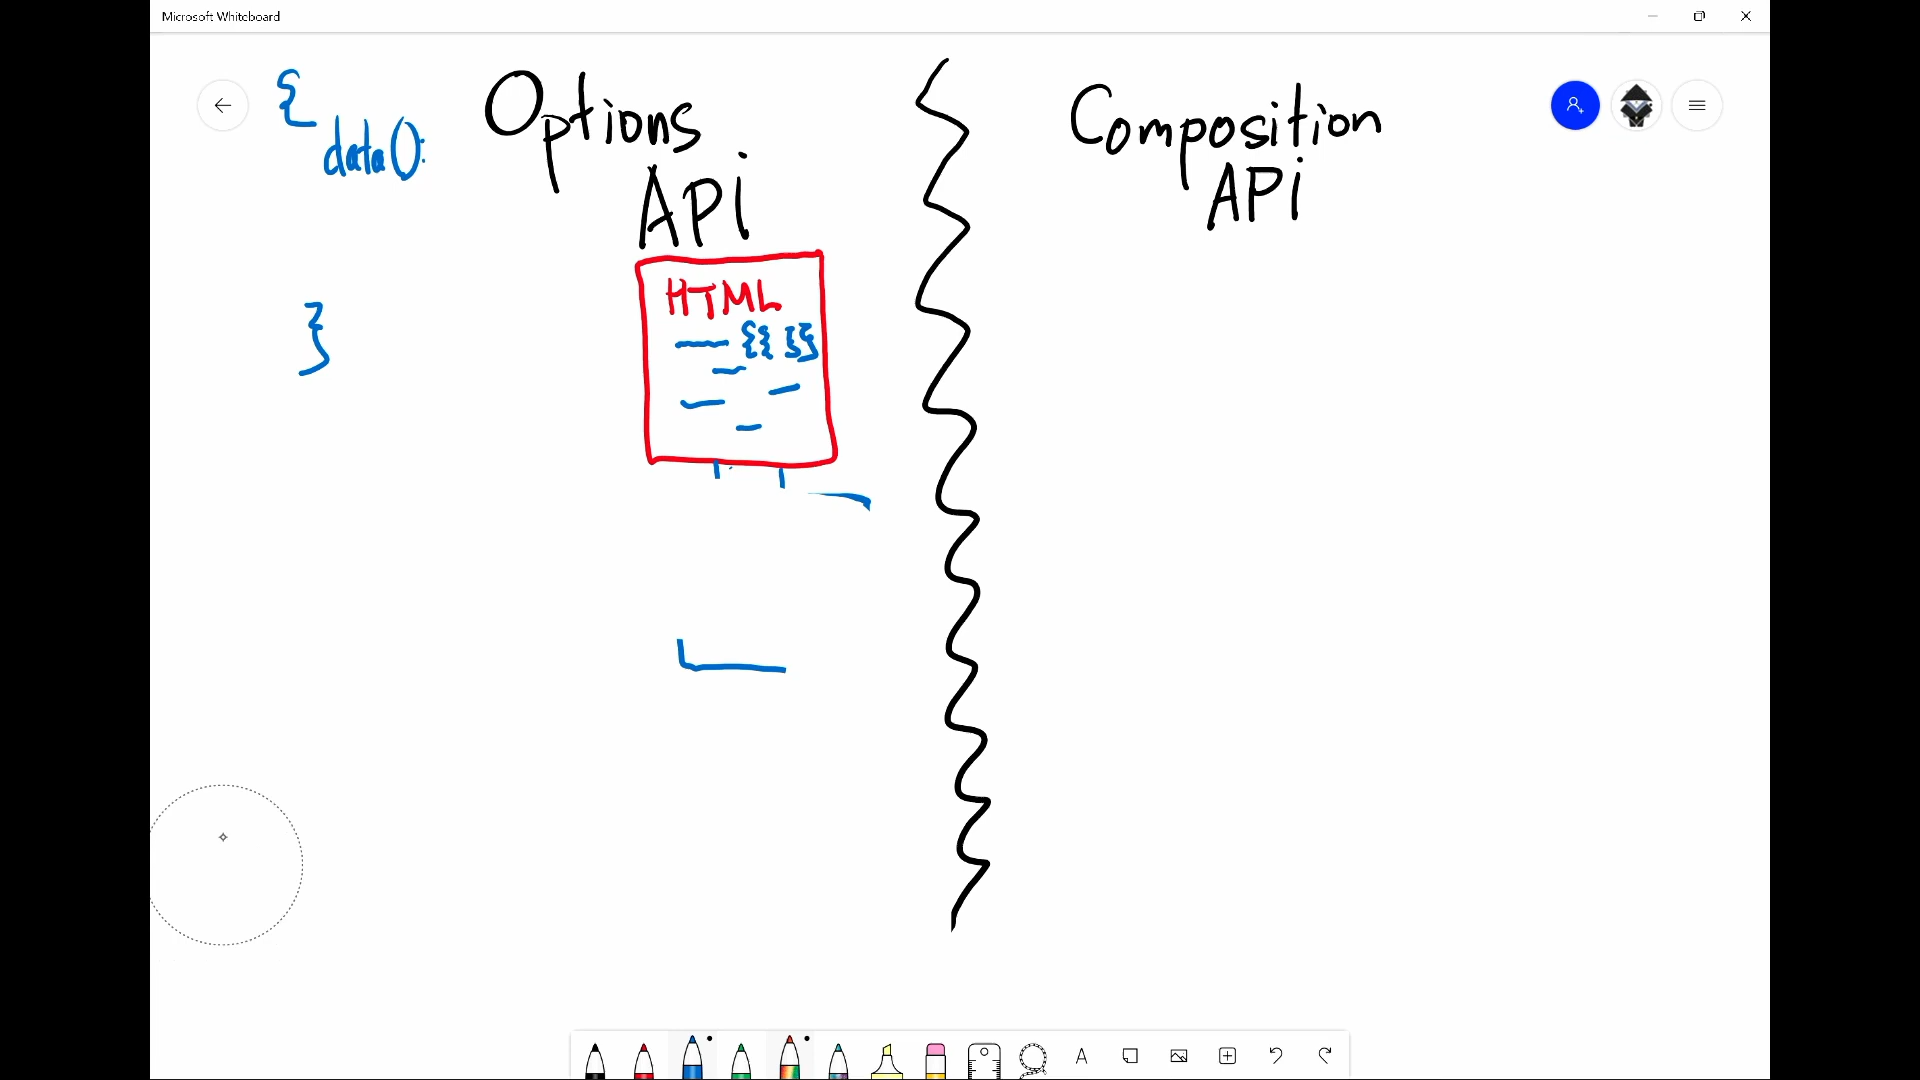 Microsoft Whiteboard
{
data():
}
Options
API
HTML
{{ }}
Composition
API
A